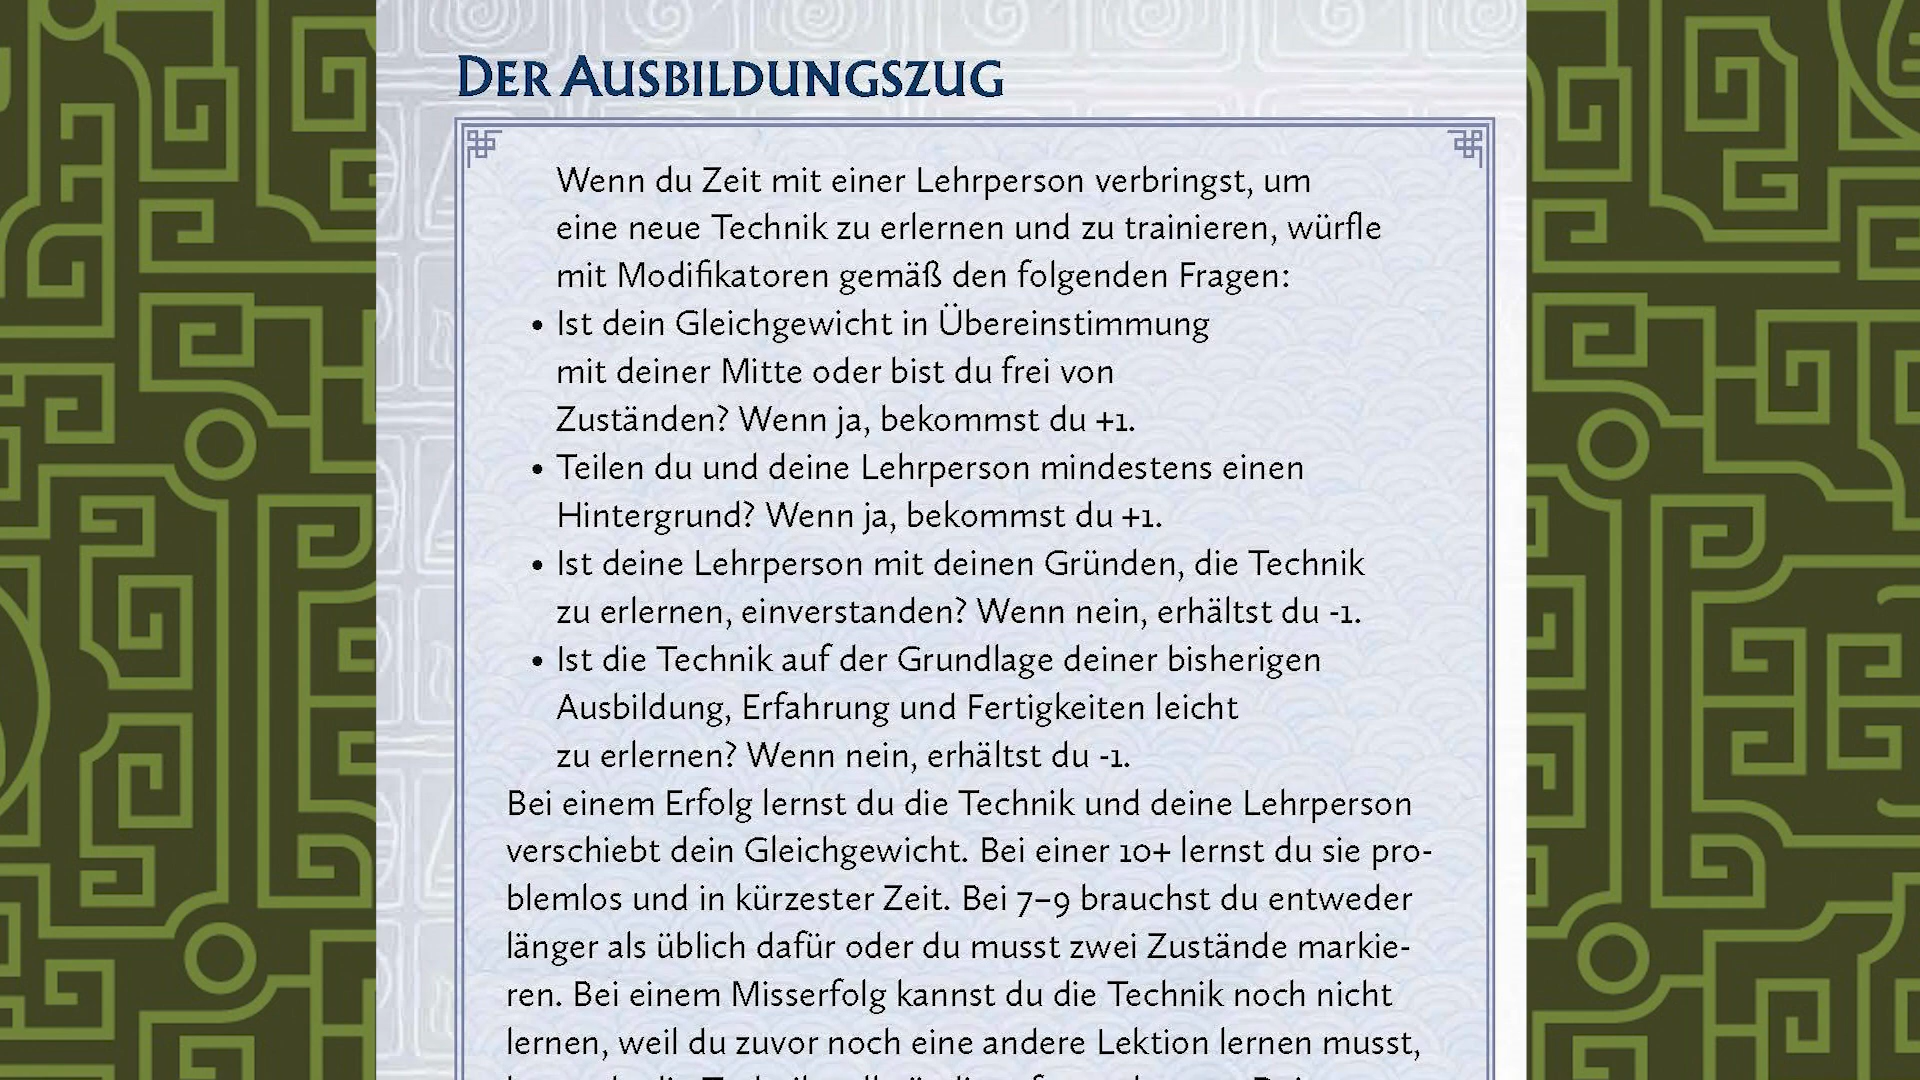 DER AUSBILDUNGSZUG
Wenn du Zeit mit einer Lehrperson verbringst, um
eine neue Technik zu erlernen und zu trainieren, würfle
mit Modifikatoren gemäß den folgenden Fragen:
• Ist dein Gleichgewicht in Übereinstimmung
mit deiner Mitte oder bist du frei von
Zuständen? Wenn ja, bekommst du +1.
• Teilen du und deine Lehrperson mindestens einen
Hintergrund? Wenn ja, bekommst du +1.
• Ist deine Lehrperson mit deinen Gründen, die Technik
zu erlernen, einverstanden? Wenn nein, erhältst du -1.
• Ist die Technik auf der Grundlage deiner bisherigen
Ausbildung, Erfahrung und Fertigkeiten leicht
zu erlernen? Wenn nein, erhältst du -1.
Bei einem Erfolg lernst du die Technik und deine Lehrperson
verschiebt dein Gleichgewicht. Bei einer 10+ lernst du sie pro-
blemlos und in kürzester Zeit. Bei 7–9 brauchst du entweder
länger als üblich dafür oder du musst zwei Zustände markie-
ren. Bei einem Misserfolg kannst du die Technik noch nicht
lernen, weil du zuvor noch eine andere Lektion lernen musst,